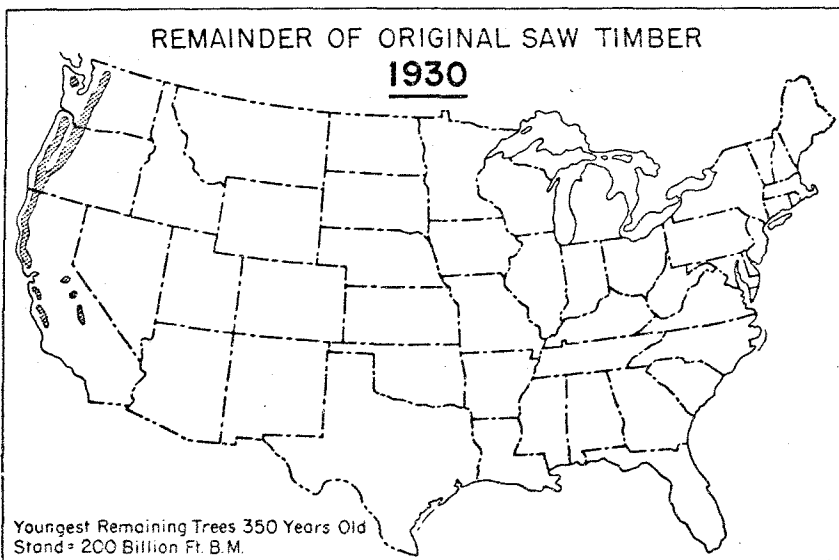 REMAINDER OF ORIGINAL SAW TIMBER
1930
Youngest Remaining Trees 350 Years Old
Stand = 200 Billion Ft. B.M.